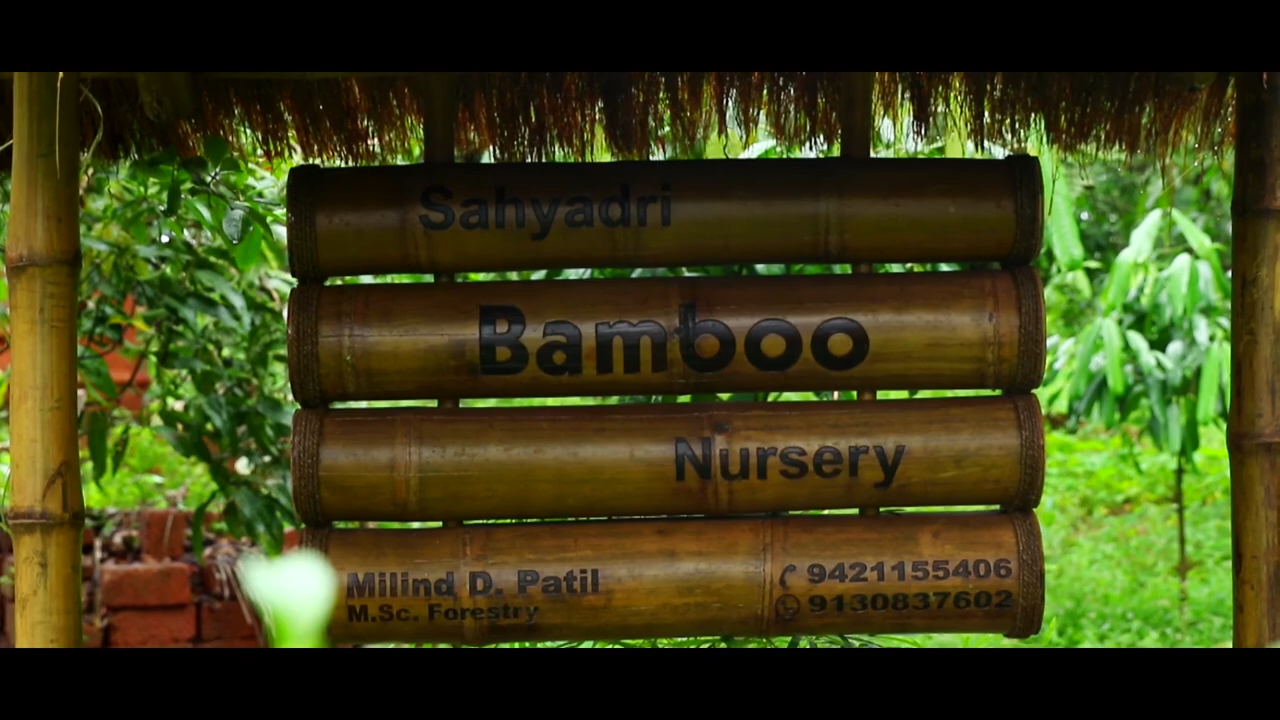 Sahyadri
Bamboo
Nursery
Milind D. Patil
M.Sc. Forestry
9421155406
9130837602